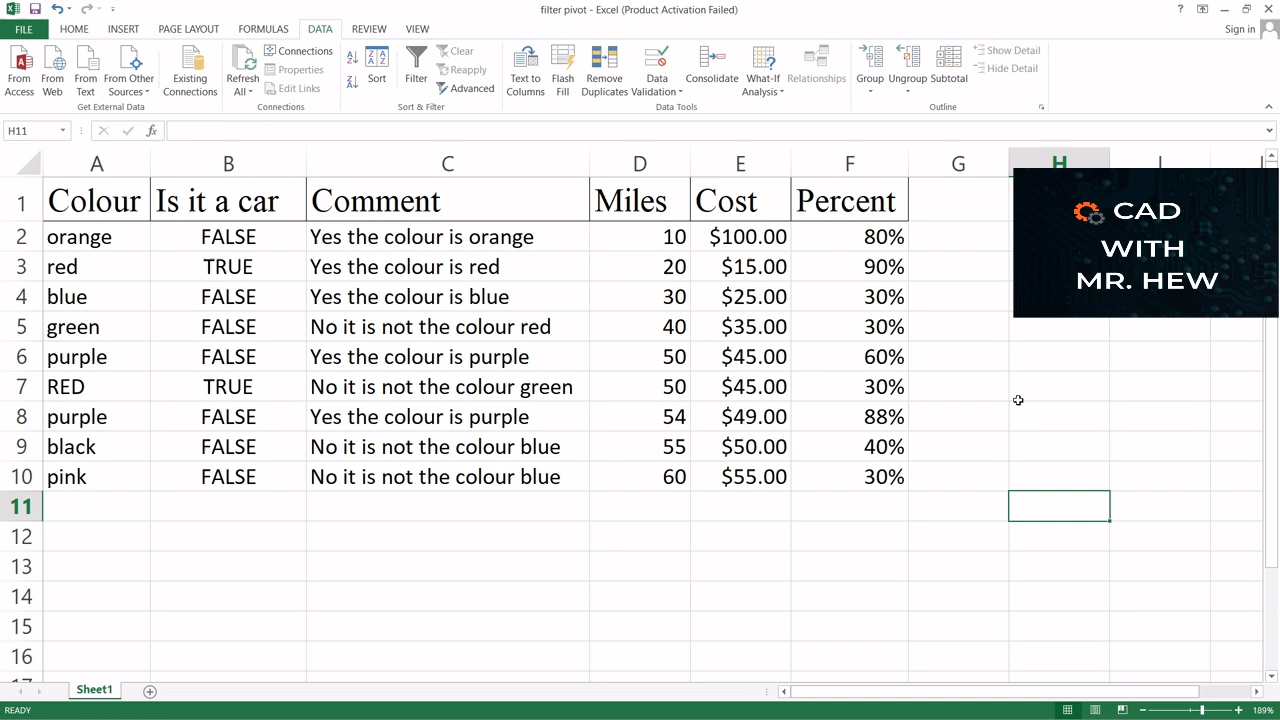 filter pivot - Excel (Product Activation Failed)
FILE HOME INSERT PAGE LAYOUT FORMULAS DATA REVIEW VIEW Sign in
From Access
From Web
From Text
From Other Sources
Get External Data
Existing Connections
Refresh All
Connections
Properties
Edit Links
Connections
Sort
Filter
Clear
Reapply
Advanced
Sort & Filter
Text to Columns
Flash Fill
Remove Duplicates
Data Validation
Consolidate
What-If Analysis
Relationships
Data Tools
Group
Ungroup
Subtotal
Show Detail
Hide Detail
Outline
H11 fx
A B C D E F G H I
1 Colour Is it a car Comment Miles Cost Percent
2 orange FALSE Yes the colour is orange 10 $100.00 80%
3 red TRUE Yes the colour is red 20 $15.00 90%
4 blue FALSE Yes the colour is blue 30 $25.00 30%
5 green FALSE No it is not the colour red 40 $35.00 30%
6 purple FALSE Yes the colour is purple 50 $45.00 60%
7 RED TRUE No it is not the colour green 50 $45.00 30%
8 purple FALSE Yes the colour is purple 54 $49.00 88%
9 black FALSE No it is not the colour blue 55 $50.00 40%
10 pink FALSE No it is not the colour blue 60 $55.00 30%
11
12
13
14
15
16
CAD
WITH
MR. HEW
Sheet1
READY 189%